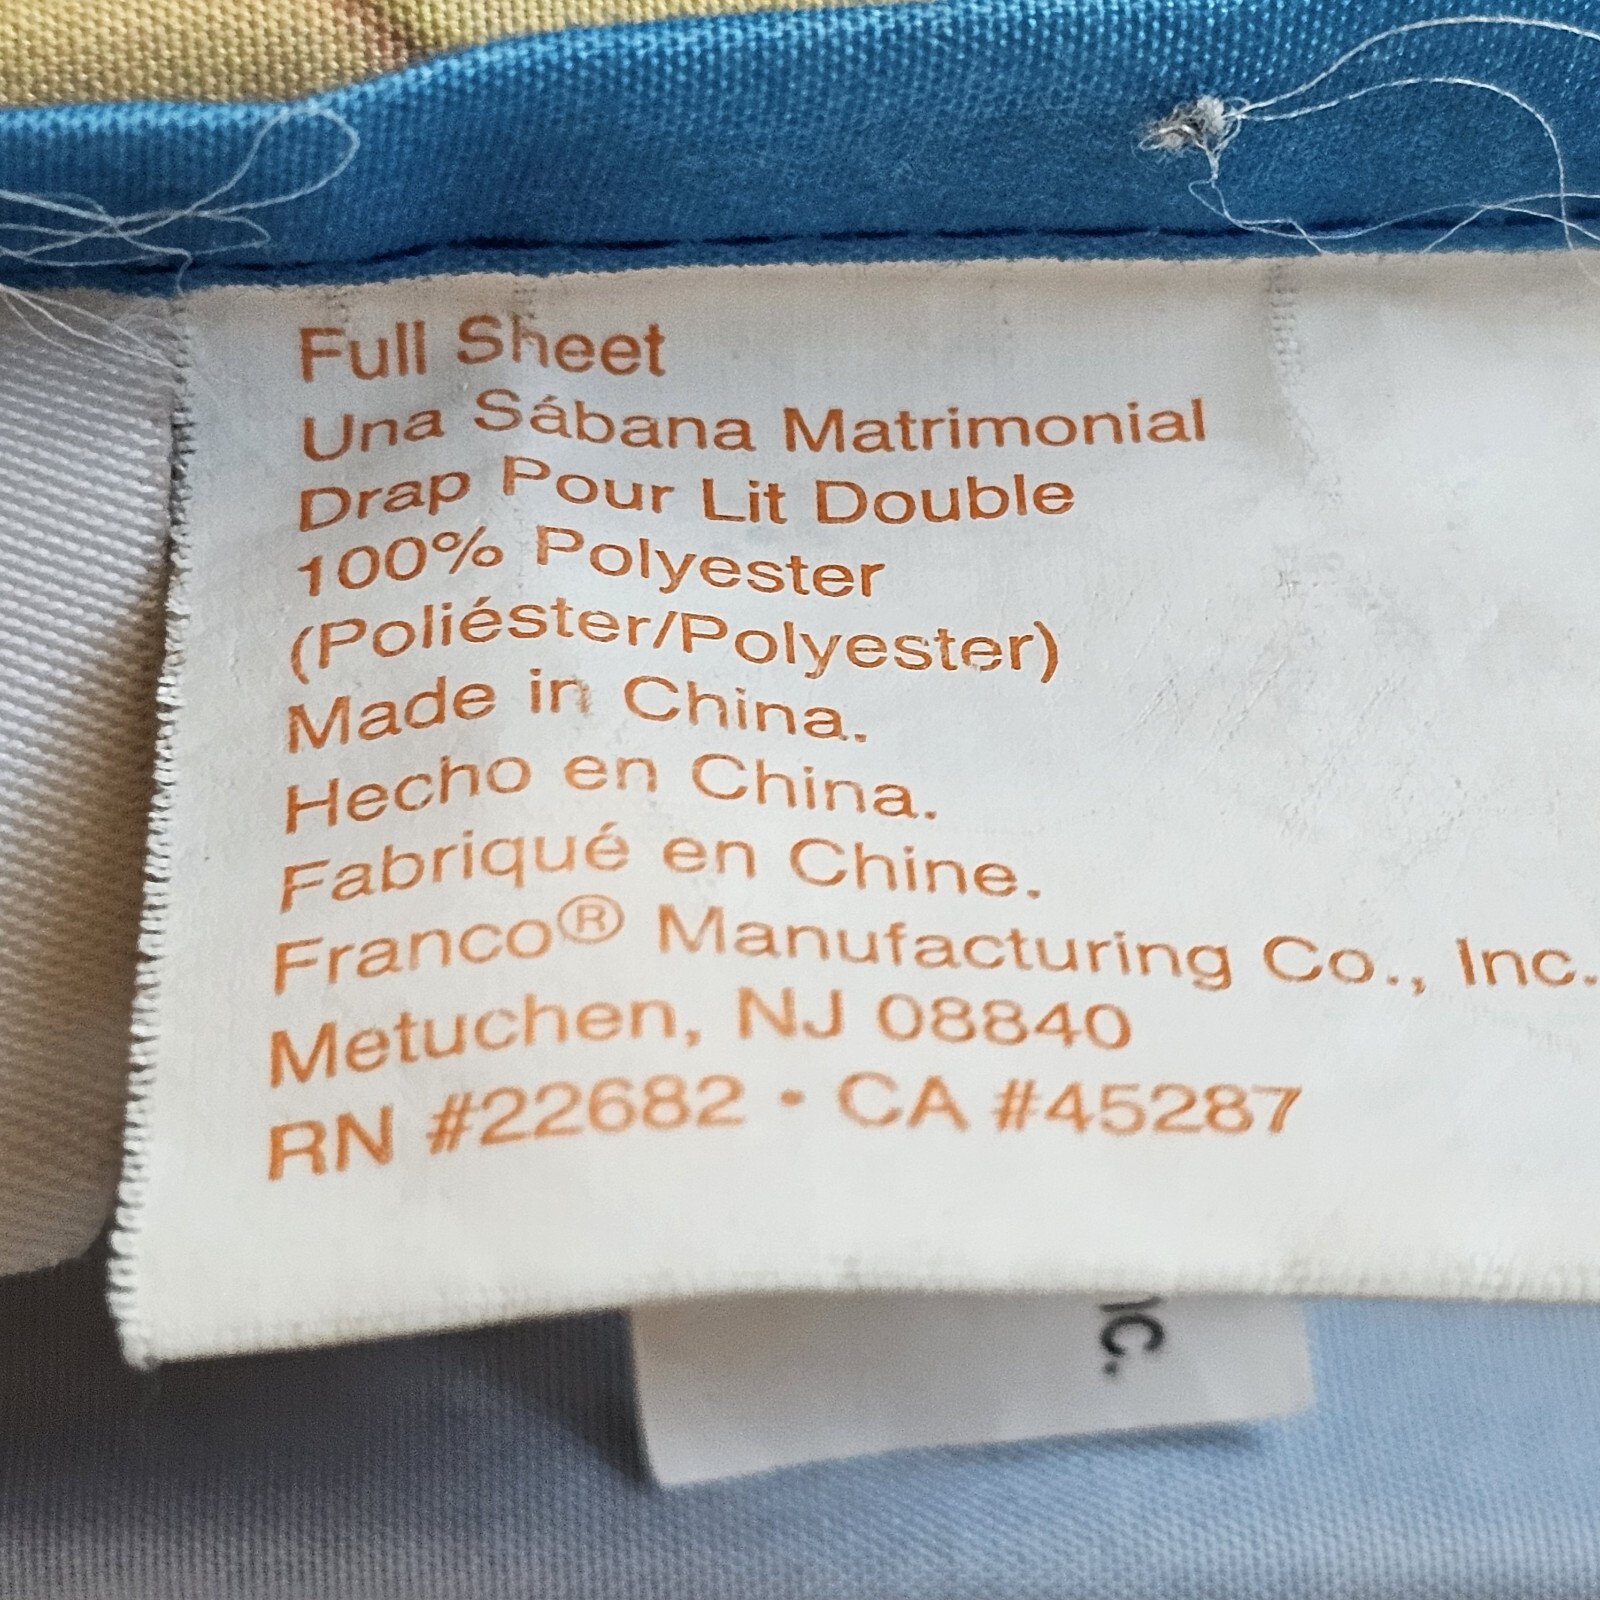 Full Sheet
Una Sábana Matrimonial
Drap Pour Lit Double
100% Polyester
(Poliéster/Polyester)
Made in China.
Hecho en China.
Fabriqué en Chine.
Franco® Manufacturing Co., Inc.
Metuchen, NJ 08840
RN #22682 • CA #45287